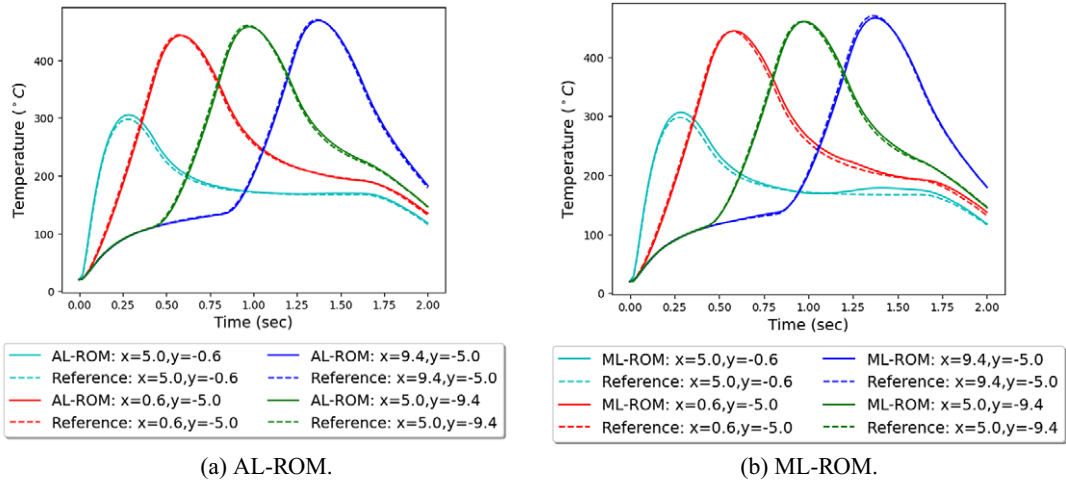 400
300
200
100
0
Temperature (°C)
0.00 0.25 0.50 0.75 1.00 1.25 1.50 1.75 2.00
Time (sec)
AL-ROM: x=5.0,y=-0.6
Reference: x=5.0,y=-0.6
AL-ROM: x=0.6,y=-5.0
Reference: x=0.6,y=-5.0
AL-ROM: x=9.4,y=-5.0
Reference: x=9.4,y=-5.0
AL-ROM: x=5.0,y=-9.4
Reference: x=5.0,y=-9.4
(a) AL-ROM.
400
300
200
100
0
Temperature (°C)
0.00 0.25 0.50 0.75 1.00 1.25 1.50 1.75 2.00
Time (sec)
ML-ROM: x=5.0,y=-0.6
Reference: x=5.0,y=-0.6
ML-ROM: x=0.6,y=-5.0
Reference: x=0.6,y=-5.0
ML-ROM: x=9.4,y=-5.0
Reference: x=9.4,y=-5.0
ML-ROM: x=5.0,y=-9.4
Reference: x=5.0,y=-9.4
(b) ML-ROM.